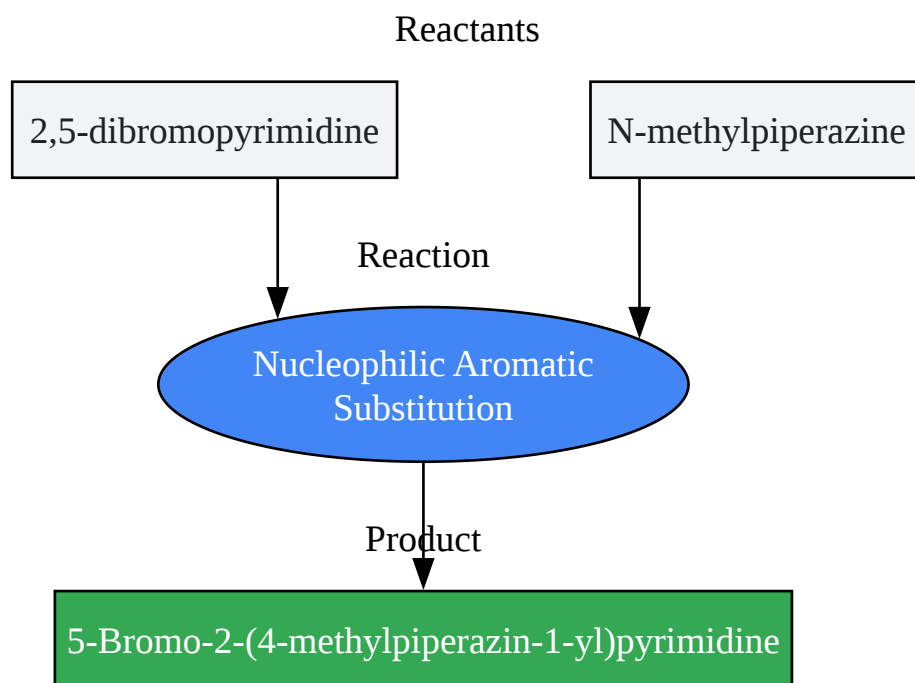 Reactants
2,5-dibromopyrimidine
N-methylpiperazine
Reaction
Nucleophilic Aromatic
Substitution
Product
5-Bromo-2-(4-methylpiperazin-1-yl)pyrimidine